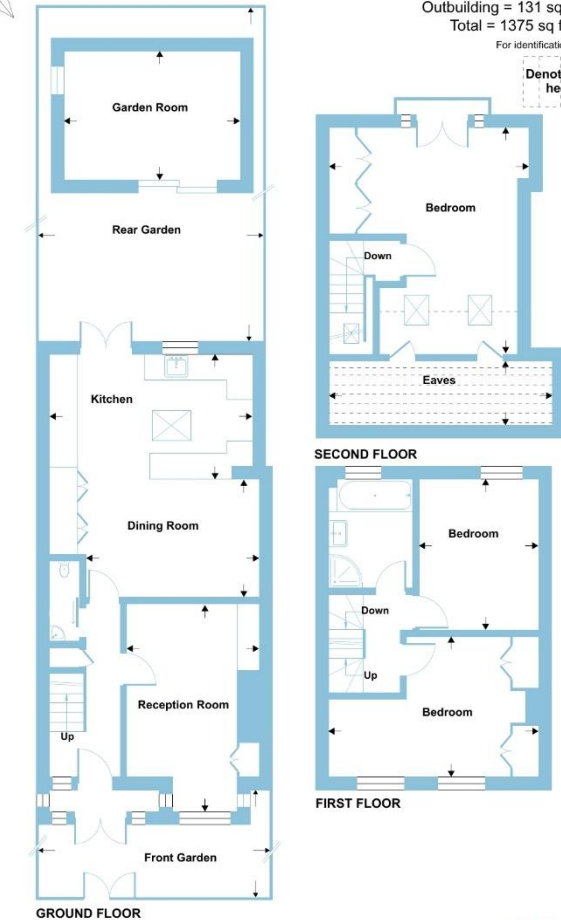 Outbuilding = 131 sq
Total = 1375 sq f
For identificati
Denot
he
Garden Room
Rear Garden
Kitchen
Dining Room
Reception Room
Up
Front Garden
GROUND FLOOR
Bedroom
Down
Eaves
SECOND FLOOR
Bedroom
Down
Up
Bedroom
FIRST FLOOR